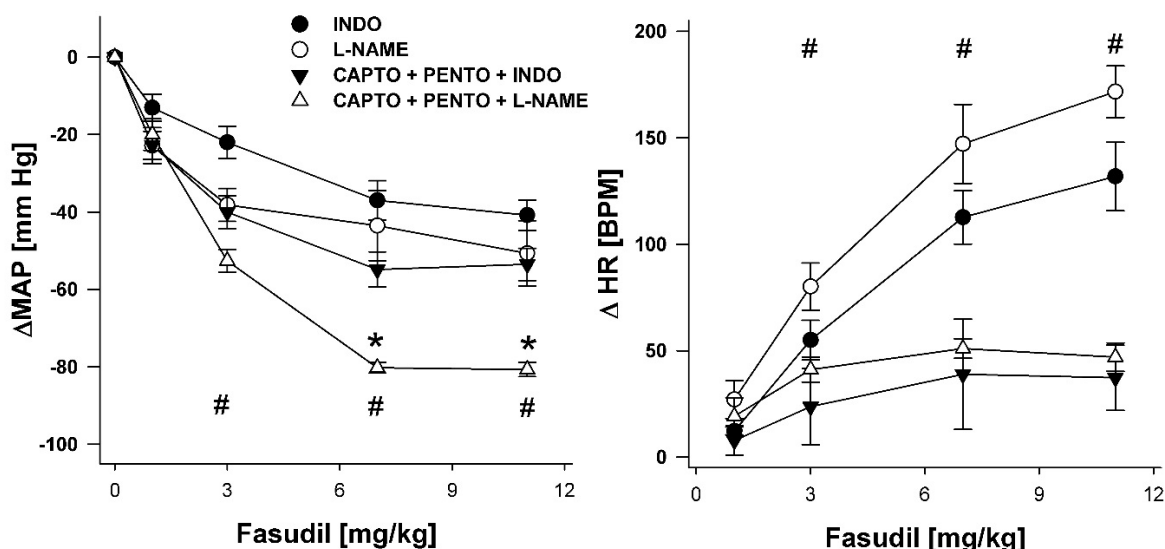 INDO
L-NAME
CAPTO + PENTO + INDO
CAPTO + PENTO + L-NAME
ΔMAP [mm Hg]
0
-20
-40
-60
-80
-100
* *
# # #
0 3 6 9 12
Fasudil [mg/kg]
Δ HR [BPM]
200
150
100
50
0
# # #
0 3 6 9 12
Fasudil [mg/kg]